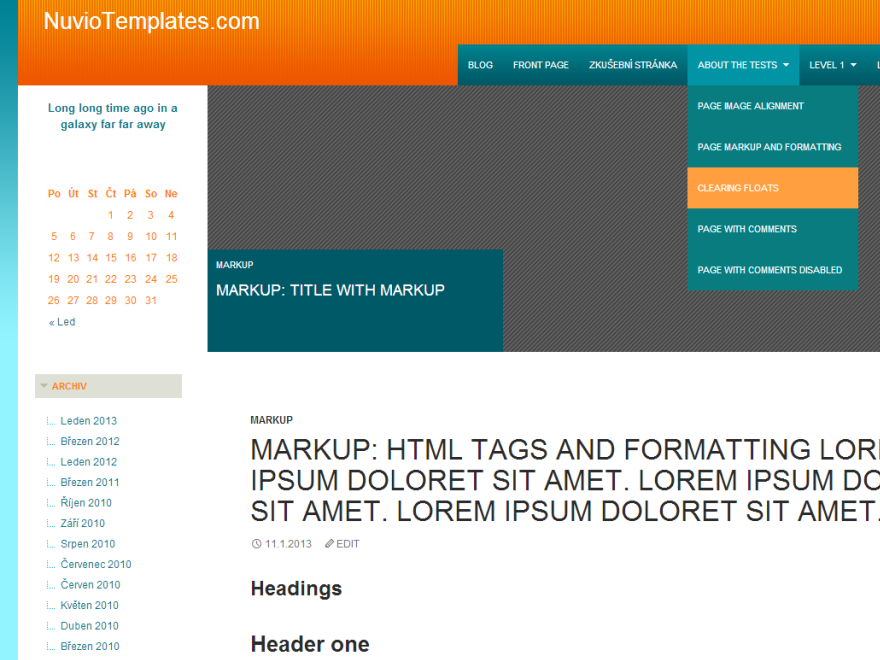 NuvioTemplates.com
BLOG FRONT PAGE ZKUŠEBNÍ STRÁNKA ABOUT THE TESTS LEVEL 1
PAGE IMAGE ALIGNMENT
PAGE MARKUP AND FORMATTING
CLEARING FLOATS
PAGE WITH COMMENTS
PAGE WITH COMMENTS DISABLED
Long long time ago in a
galaxy far far away
Po Út St Čt Pá So Ne
1 2 3 4
5 6 7 8 9 10 11
12 13 14 15 16 17 18
19 20 21 22 23 24 25
26 27 28 29 30 31
« Led
ARCHIV
Leden 2013
Březen 2012
Leden 2012
Březen 2011
Říjen 2010
Září 2010
Srpen 2010
Červenec 2010
Červen 2010
Květen 2010
Duben 2010
Březen 2010
MARKUP
MARKUP: TITLE WITH MARKUP
MARKUP
MARKUP: HTML TAGS AND FORMATTING
IPSUM DOLORET SIT AMET. LOREM IPSUM
SIT AMET. LOREM IPSUM DOLORET SIT AMET.
11.1.2013 EDIT
Headings
Header one